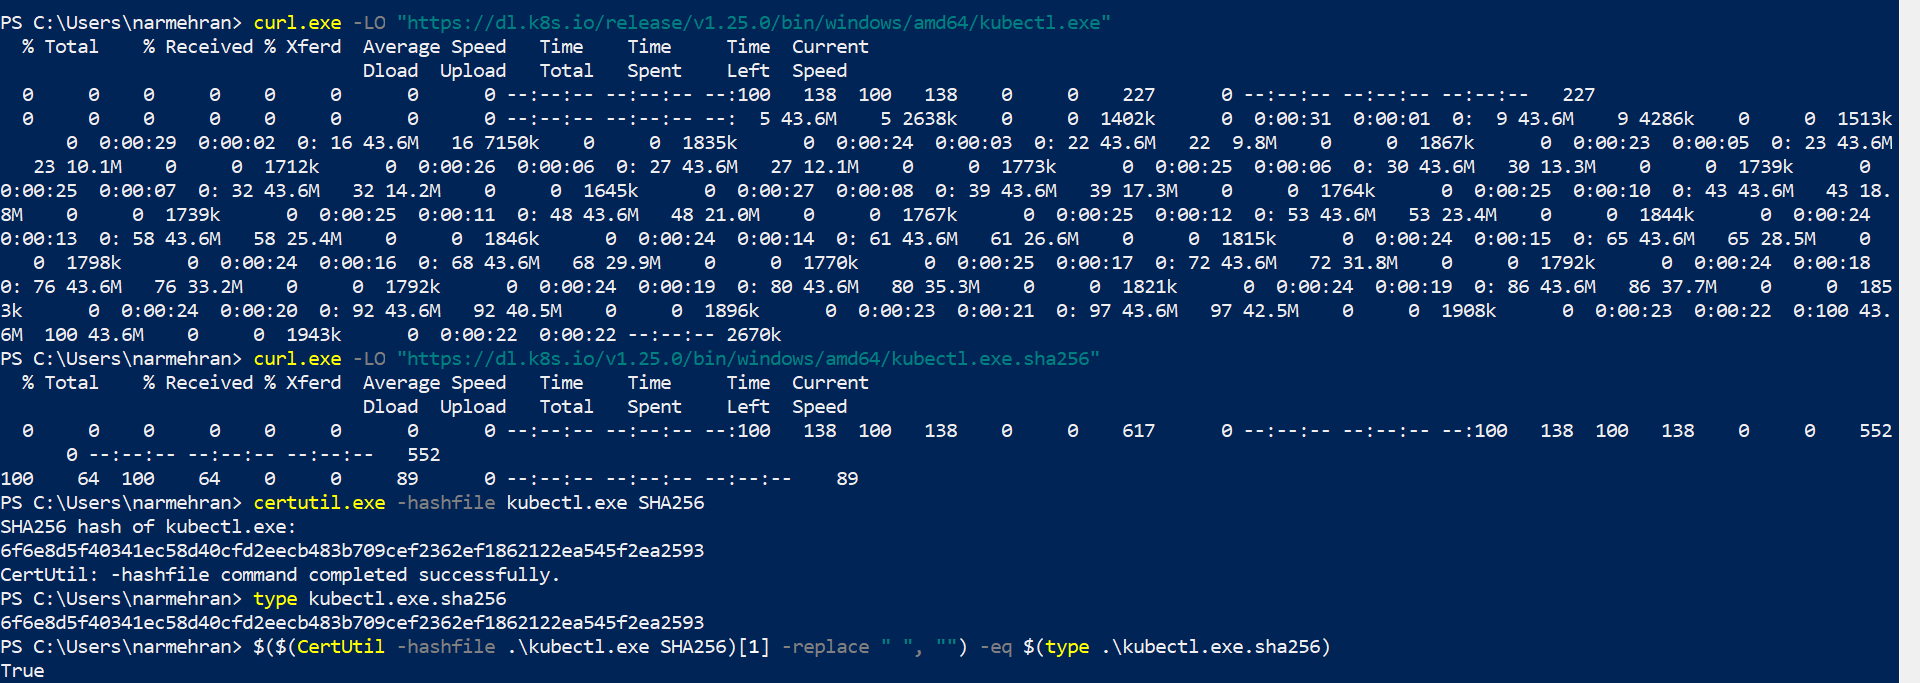 PS C:\Users\narmehran> curl.exe -LO "https://dl.k8s.io/release/v1.25.0/bin/windows/amd64/kubectl.exe"
  % Total    % Received % Xferd  Average Speed   Time    Time     Time  Current
                                 Dload  Upload   Total   Spent    Left  Speed
  0     0    0     0    0     0      0      0 --:--:-- --:--:-- --:100   138  100   138    0     0    227      0 --:--:-- --:--:-- --:--:--   227
  0     0    0     0    0     0      0      0 --:--:-- --:--:-- --:  5 43.6M    5 2638k    0     0  1402k      0  0:00:31  0:00:01  0:  9 43.6M    9 4286k    0     0  1513k
      0  0:00:29  0:00:02  0: 16 43.6M   16 7150k    0     0  1835k      0  0:00:24  0:00:03  0: 22 43.6M   22  9.8M    0     0  1867k      0  0:00:23  0:00:05  0: 23 43.6M
   23 10.1M    0     0  1712k      0  0:00:26  0:00:06  0: 27 43.6M   27 12.1M    0     0  1773k      0  0:00:25  0:00:06  0: 30 43.6M   30 13.3M    0     0  1739k      0
0:00:25  0:00:07  0: 32 43.6M   32 14.2M    0     0  1645k      0  0:00:27  0:00:08  0: 39 43.6M   39 17.3M    0     0  1764k      0  0:00:25  0:00:10  0: 43 43.6M   43 18.
8M    0     0  1739k      0  0:00:25  0:00:11  0: 48 43.6M   48 21.0M    0     0  1767k      0  0:00:25  0:00:12  0: 53 43.6M   53 23.4M    0     0  1844k      0  0:00:24
0:00:13  0: 58 43.6M   58 25.4M    0     0  1846k      0  0:00:24  0:00:14  0: 61 43.6M   61 26.6M    0     0  1815k      0  0:00:24  0:00:15  0: 65 43.6M   65 28.5M    0
   0  1798k      0  0:00:24  0:00:16  0: 68 43.6M   68 29.9M    0     0  1770k      0  0:00:25  0:00:17  0: 72 43.6M   72 31.8M    0     0  1792k      0  0:00:24  0:00:18
0: 76 43.6M   76 33.2M    0     0  1792k      0  0:00:24  0:00:19  0: 80 43.6M   80 35.3M    0     0  1821k      0  0:00:24  0:00:19  0: 86 43.6M   86 37.7M    0     0  185
3k      0  0:00:24  0:00:20  0: 92 43.6M   92 40.5M    0     0  1896k      0  0:00:23  0:00:21  0: 97 43.6M   97 42.5M    0     0  1908k      0  0:00:23  0:00:22  0:100 43.
6M  100 43.6M    0     0  1943k      0  0:00:22  0:00:22 --:--:-- 2670k
PS C:\Users\narmehran> curl.exe -LO "https://dl.k8s.io/v1.25.0/bin/windows/amd64/kubectl.exe.sha256"
  % Total    % Received % Xferd  Average Speed   Time    Time     Time  Current
                                 Dload  Upload   Total   Spent    Left  Speed
  0     0    0     0    0     0      0      0 --:--:-- --:--:-- --:100   138  100   138    0     0    617      0 --:--:-- --:--:-- --:100   138  100   138    0     0    552
      0 --:--:-- --:--:-- --:--:--   552
100    64  100    64    0     0     89      0 --:--:-- --:--:-- --:--:--    89
PS C:\Users\narmehran> certutil.exe -hashfile kubectl.exe SHA256
SHA256 hash of kubectl.exe:
6f6e8d5f40341ec58d40cfd2eecb483b709cef2362ef1862122ea545f2ea2593
CertUtil: -hashfile command completed successfully.
PS C:\Users\narmehran> type kubectl.exe.sha256
6f6e8d5f40341ec58d40cfd2eecb483b709cef2362ef1862122ea545f2ea2593
PS C:\Users\narmehran> $($(CertUtil -hashfile .\kubectl.exe SHA256)[1] -replace " ", "") -eq $(type .\kubectl.exe.sha256)
True